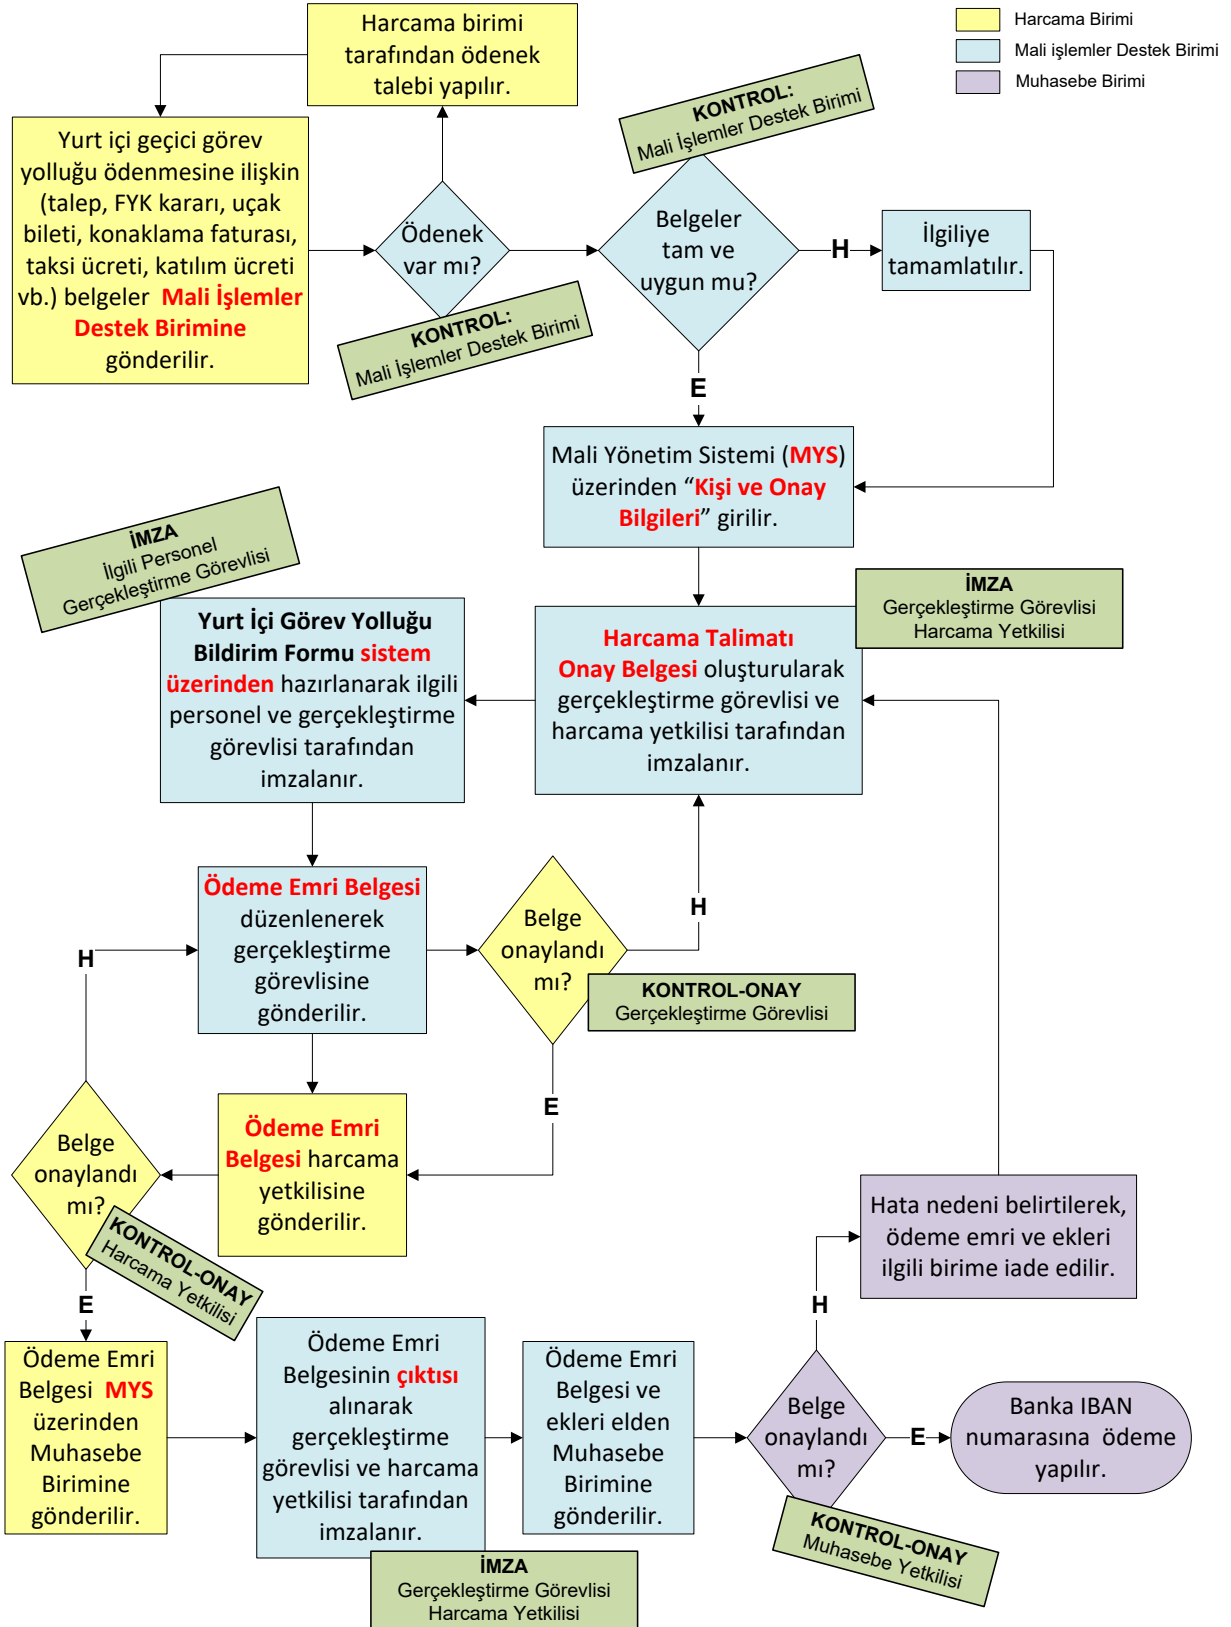 Harcama birimi
tarafından ödenek
talebi yapılır.
Harcama Birimi
Mali işlemler Destek Birimi
Muhasebe Birimi
Yurt içi geçici görev
yolluğu ödenmesine ilişkin
(talep, FYK kararı, uçak
bileti, konaklama faturası,
taksi ücreti, katılım ücreti
vb.) belgeler Mali İşlemler
Destek Birimine
gönderilir.
Ödenek
var mı?
KONTROL:
Mali İşlemler Destek Birimi
KONTROL:
Mali İşlemler Destek Birimi
Belgeler
tam ve
uygun mu?
H
İlgiliye
tamamlatılır.
E
Mali Yönetim Sistemi (MYS)
üzerinden “Kişi ve Onay
Bilgileri” girilir.
İMZA
İlgili Personel
Gerçekleştirme Görevlisi
İMZA
Gerçekleştirme Görevlisi
Harcama Yetkilisi
Yurt İçi Görev Yolluğu
Bildirim Formu sistem
üzerinden hazırlanarak ilgili
personel ve gerçekleştirme
görevlisi tarafından
imzalanır.
Harcama Talimatı
Onay Belgesi oluşturularak
gerçekleştirme görevlisi ve
harcama yetkilisi tarafından
imzalanır.
Ödeme Emri Belgesi
düzenlenerek
gerçekleştirme
görevlisine
gönderilir.
Belge
onaylandı
mı?
H
KONTROL-ONAY
Gerçekleştirme Görevlisi
E
H
Ödeme Emri
Belgesi harcama
yetkilisine
gönderilir.
Belge
onaylandı
mı?
KONTROL-ONAY
Harcama Yetkilisi
E
Hata nedeni belirtilerek,
ödeme emri ve ekleri
ilgili birime iade edilir.
H
Ödeme Emri
Belgesi MYS
üzerinden
Muhasebe
Birimine
gönderilir.
Ödeme Emri
Belgesinin çıktısı
alınarak
gerçekleştirme
görevlisi ve harcama
yetkilisi tarafından
imzalanır.
İMZA
Gerçekleştirme Görevlisi
Harcama Yetkilisi
Ödeme Emri
Belgesi ve
ekleri elden
Muhasebe
Birimine
gönderilir.
Belge
onaylandı
mı?
KONTROL-ONAY
Muhasebe Yetkilisi
E
Banka IBAN
numarasına ödeme
yapılır.